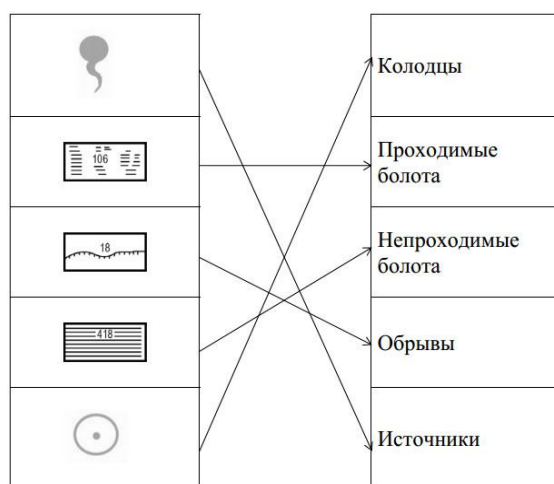 Колодцы
106
Проходимые
болота
18
Непроходимые
болота
418
Обрывы
Источники